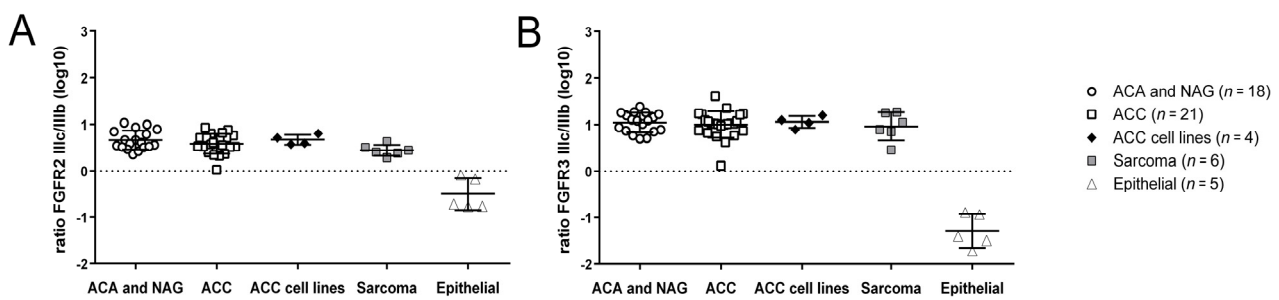 A
ratio FGFR2 IIIc/IIIb (log10)
3
2
1
0
-1
-2
ACA and NAG ACC ACC cell lines Sarcoma Epithelial
B
ratio FGFR3 IIIc/IIIb (log10)
3
2
1
0
-1
-2
ACA and NAG ACC ACC cell lines Sarcoma Epithelial
ACA and NAG (n = 18)
ACC (n = 21)
ACC cell lines (n = 4)
Sarcoma (n = 6)
Epithelial (n = 5)